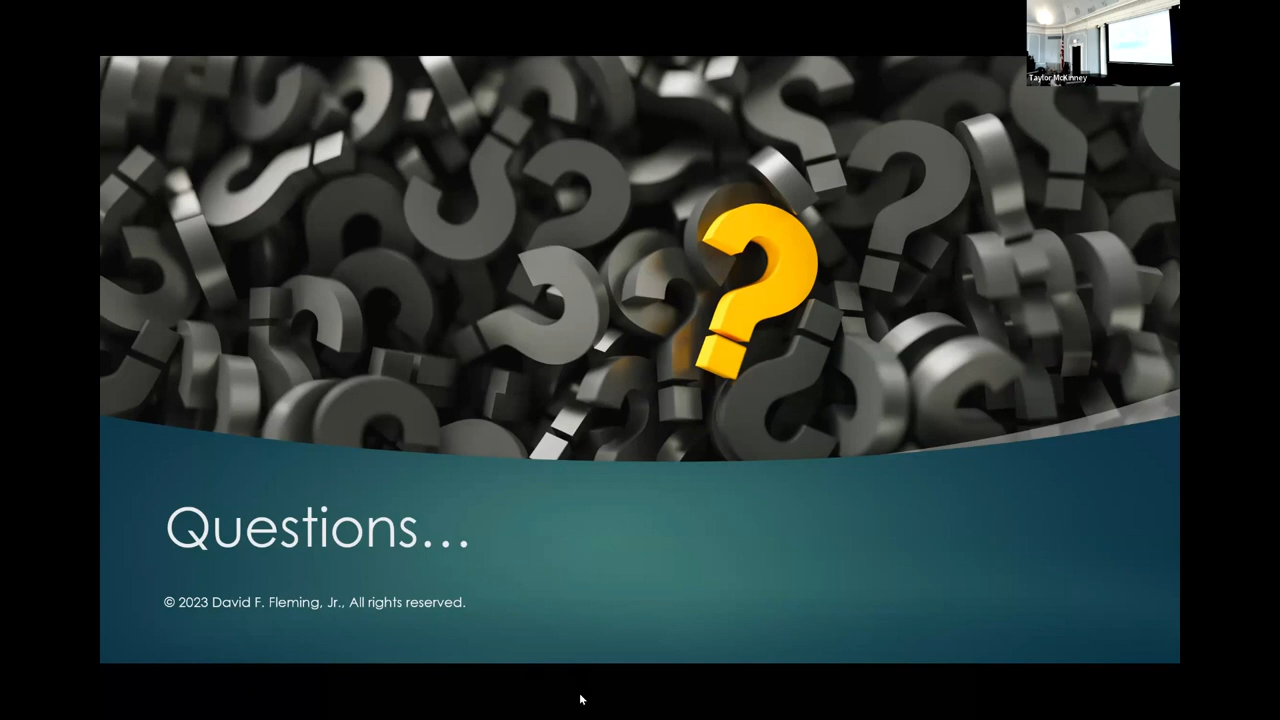 Taylor McKinney
Questions...
© 2023 David F. Fleming, Jr., All rights reserved.